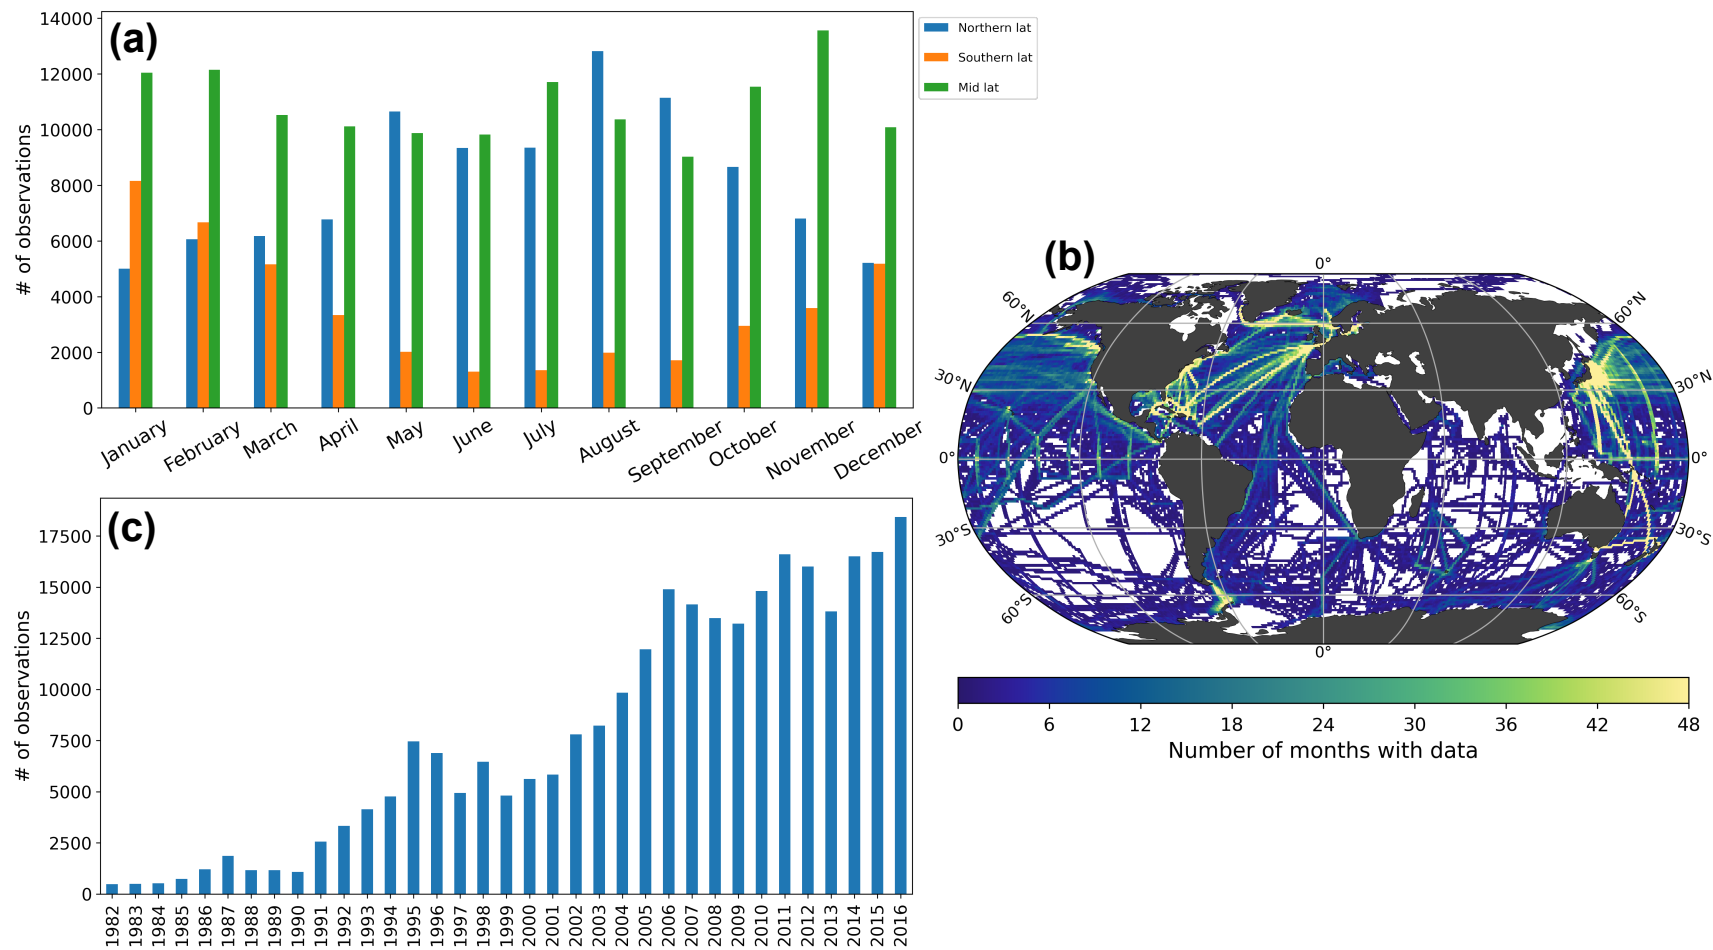 (a)
14000
12000
10000
8000
6000
4000
2000
0
# of observations
January
February
March
April
May
June
July
August
September
October
November
December
Northern lat
Southern lat
Mid lat
(b)
0°
60°N
60°N
30°N
30°N
0°
0°
30°S
30°S
60°S
60°S
0°
0 6 12 18 24 30 36 42 48
Number of months with data
(c)
17500
15000
12500
10000
7500
5000
2500
0
# of observations
1982
1983
1984
1985
1986
1987
1988
1989
1990
1991
1992
1993
1994
1995
1996
1997
1998
1999
2000
2001
2002
2003
2004
2005
2006
2007
2008
2009
2010
2011
2012
2013
2014
2015
2016